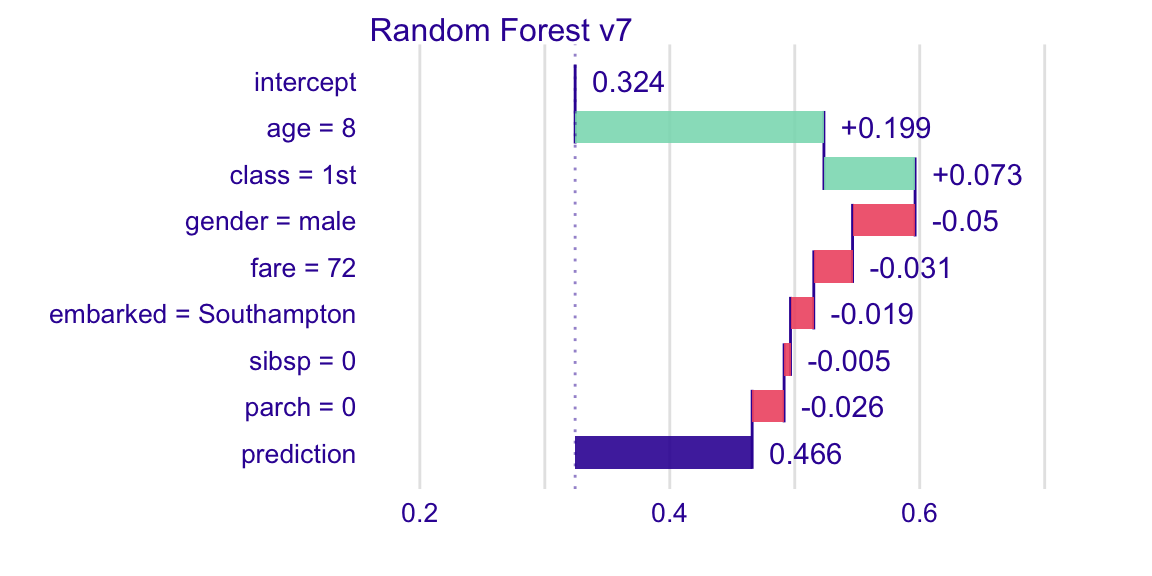 Random Forest v7
intercept 0.324
age = 8 +0.199
class = 1st +0.073
gender = male -0.05
fare = 72 -0.031
embarked = Southampton -0.019
sibsp = 0 -0.005
parch = 0 -0.026
prediction 0.466
0.2 0.4 0.6